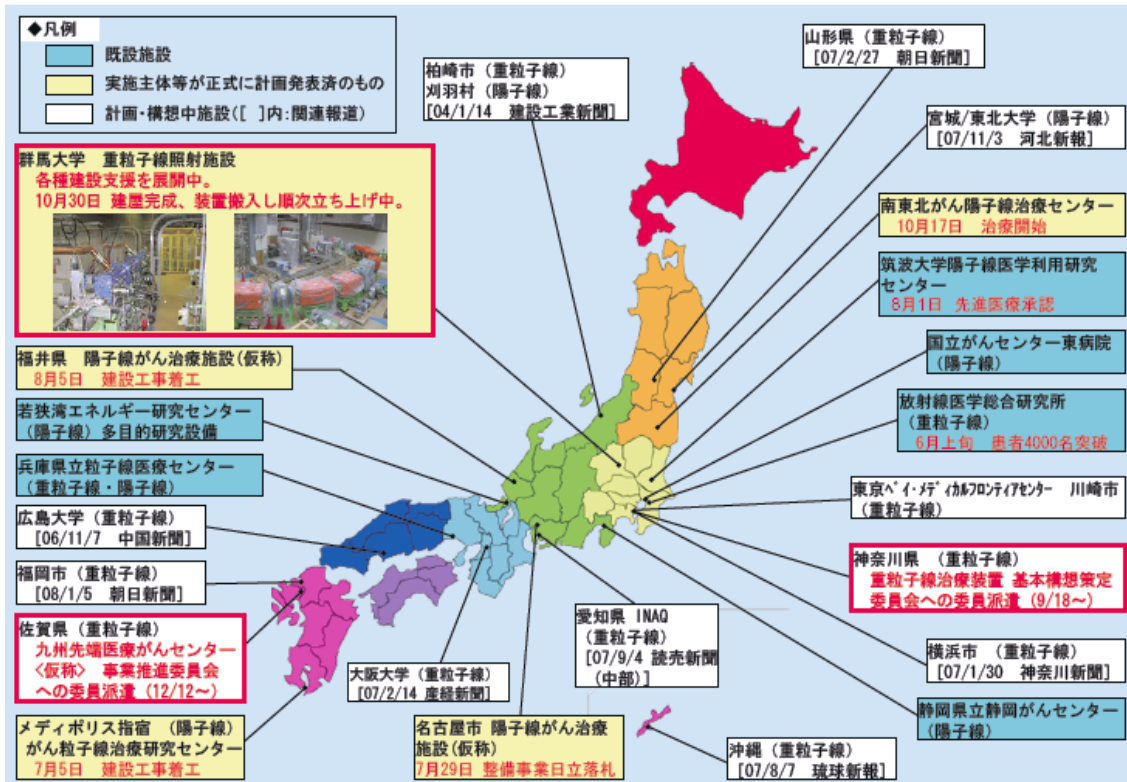 ◆凡例
既設施設
実施主体等が正式に計画発表済のもの
計画・構想中施設([ ]内:関連報道)
群馬大学 重粒子線照射施設
各種建設支援を展開中。
10月30日 建屋完成、装置搬入し順次立ち上げ中。
福井県 陽子線がん治療施設(仮称)
8月5日 建設工事着工
若狭湾エネルギー研究センター
(陽子線)多目的研究設備
兵庫県立粒子線医療センター
(重粒子線・陽子線)
広島大学(重粒子線)
[06/11/7 中国新聞]
福岡市(重粒子線)
[08/1/5 朝日新聞]
佐賀県(重粒子線)
九州先端医療がんセンター
<仮称> 事業推進委員会
への委員派遣(12/12~)
メディポリス指宿 (陽子線)
がん粒子線治療研究センター
7月5日 建設工事着工
柏崎市(重粒子線)
刈羽村(陽子線)
[04/1/14 建設工業新聞]
大阪大学(重粒子線)
[07/2/14 産経新聞]
名古屋市 陽子線がん治療
施設(仮称)
7月29日 整備事業日立落札
愛知県 INAQ
(重粒子線)
[07/9/4 読売新聞
(中部)]
沖縄(重粒子線)
[07/8/7 琉球新報]
山形県(重粒子線)
[07/2/27 朝日新聞]
宮城/東北大学(陽子線)
[07/11/3 河北新報]
南東北がん陽子線治療センター
10月17日 治療開始
筑波大学陽子線医学利用研究
センター
8月1日 先進医療承認
国立がんセンター東病院
(陽子線)
放射線医学総合研究所
(重粒子線)
6月上旬 患者4000名突破
東京ベイ・メディカルフロンティアセンター 川崎市
(重粒子線)
神奈川県 (重粒子線)
重粒子線治療装置 基本構想策定
委員会への委員派遣(9/18~)
横浜市 (重粒子線)
[07/1/30 神奈川新聞]
静岡県立静岡がんセンター
(陽子線)